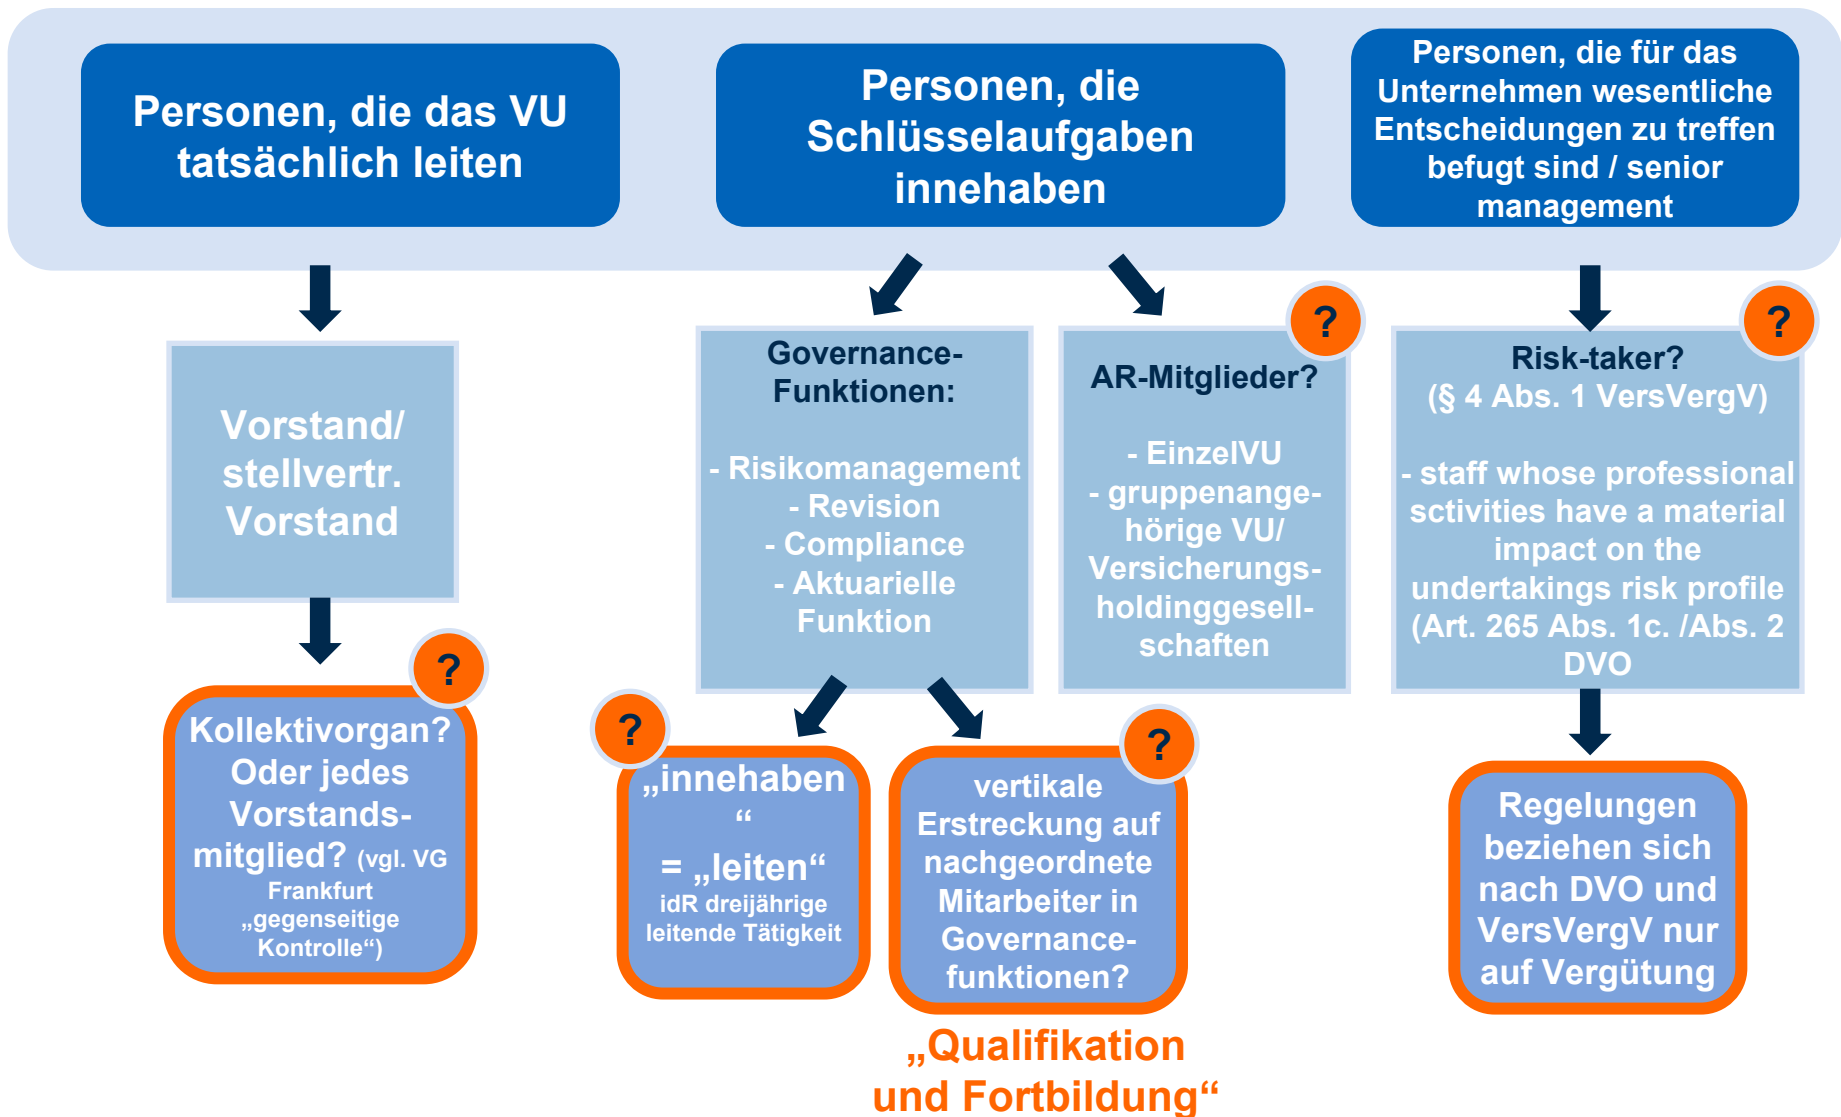 Personen, die das VU
tatsächlich leiten
Personen, die
Schlüsselaufgaben
innehaben
Personen, die für das
Unternehmen wesentliche
Entscheidungen zu treffen
befugt sind / senior
management
Vorstand/
stellvertr.
Vorstand
Governance-
Funktionen:
- Risikomanagement
- Revision
- Compliance
- Aktuarielle
Funktion
?
AR-Mitglieder?
- EinzelVU
- gruppenange-
hörige VU/
Versicherungs-
holdinggesell-
schaften
?
Risk-taker?
(§ 4 Abs. 1 VersVergV)
- staff whose professional
sctivities have a material
impact on the
undertakings risk profile
(Art. 265 Abs. 1c. /Abs. 2
DVO
?
Kollektivorgan?
Oder jedes
Vorstands-
mitglied? (vgl. VG
Frankfurt
„gegenseitige
Kontrolle“)
?
„innehaben
“
= „leiten“
idR dreijährige
leitende Tätigkeit
?
vertikale
Erstreckung auf
nachgeordnete
Mitarbeiter in
Governance-
funktionen?
Regelungen
beziehen sich
nach DVO und
VersVergV nur
auf Vergütung
„Qualifikation
und Fortbildung“